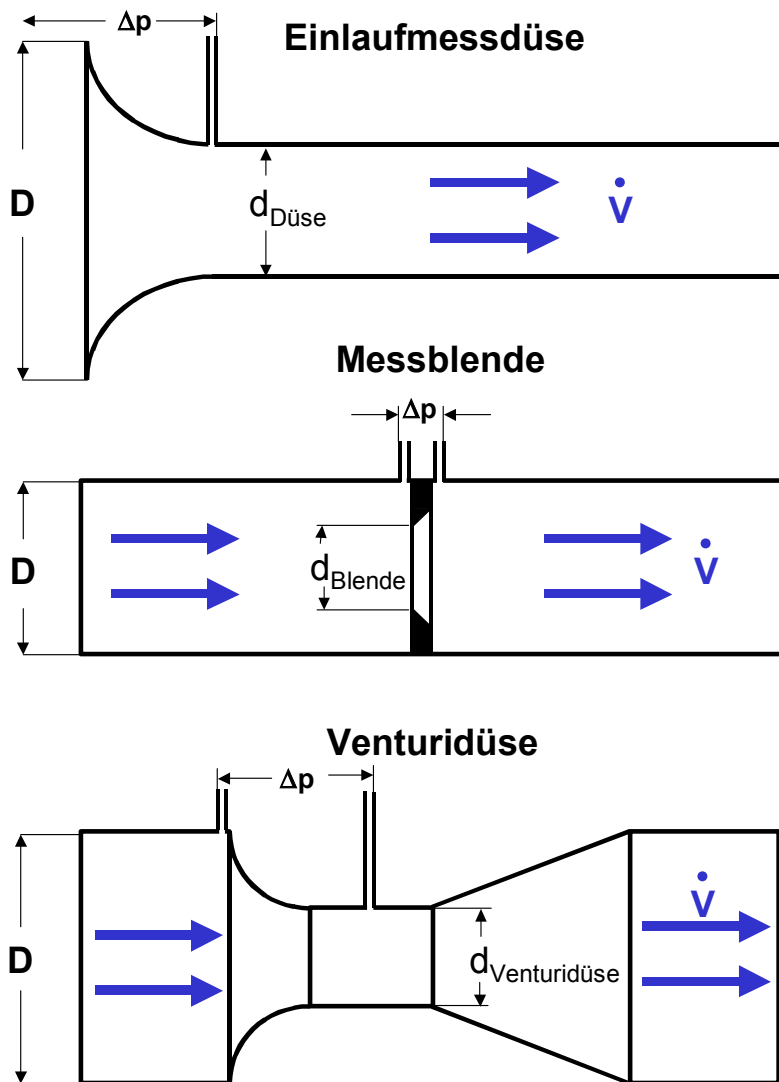 Δp
Einlaufmessdüse
D
dDüse
V̇
Messblende
Δp
D
dBlende
V̇
Venturidüse
Δp
D
dVenturidüse
V̇